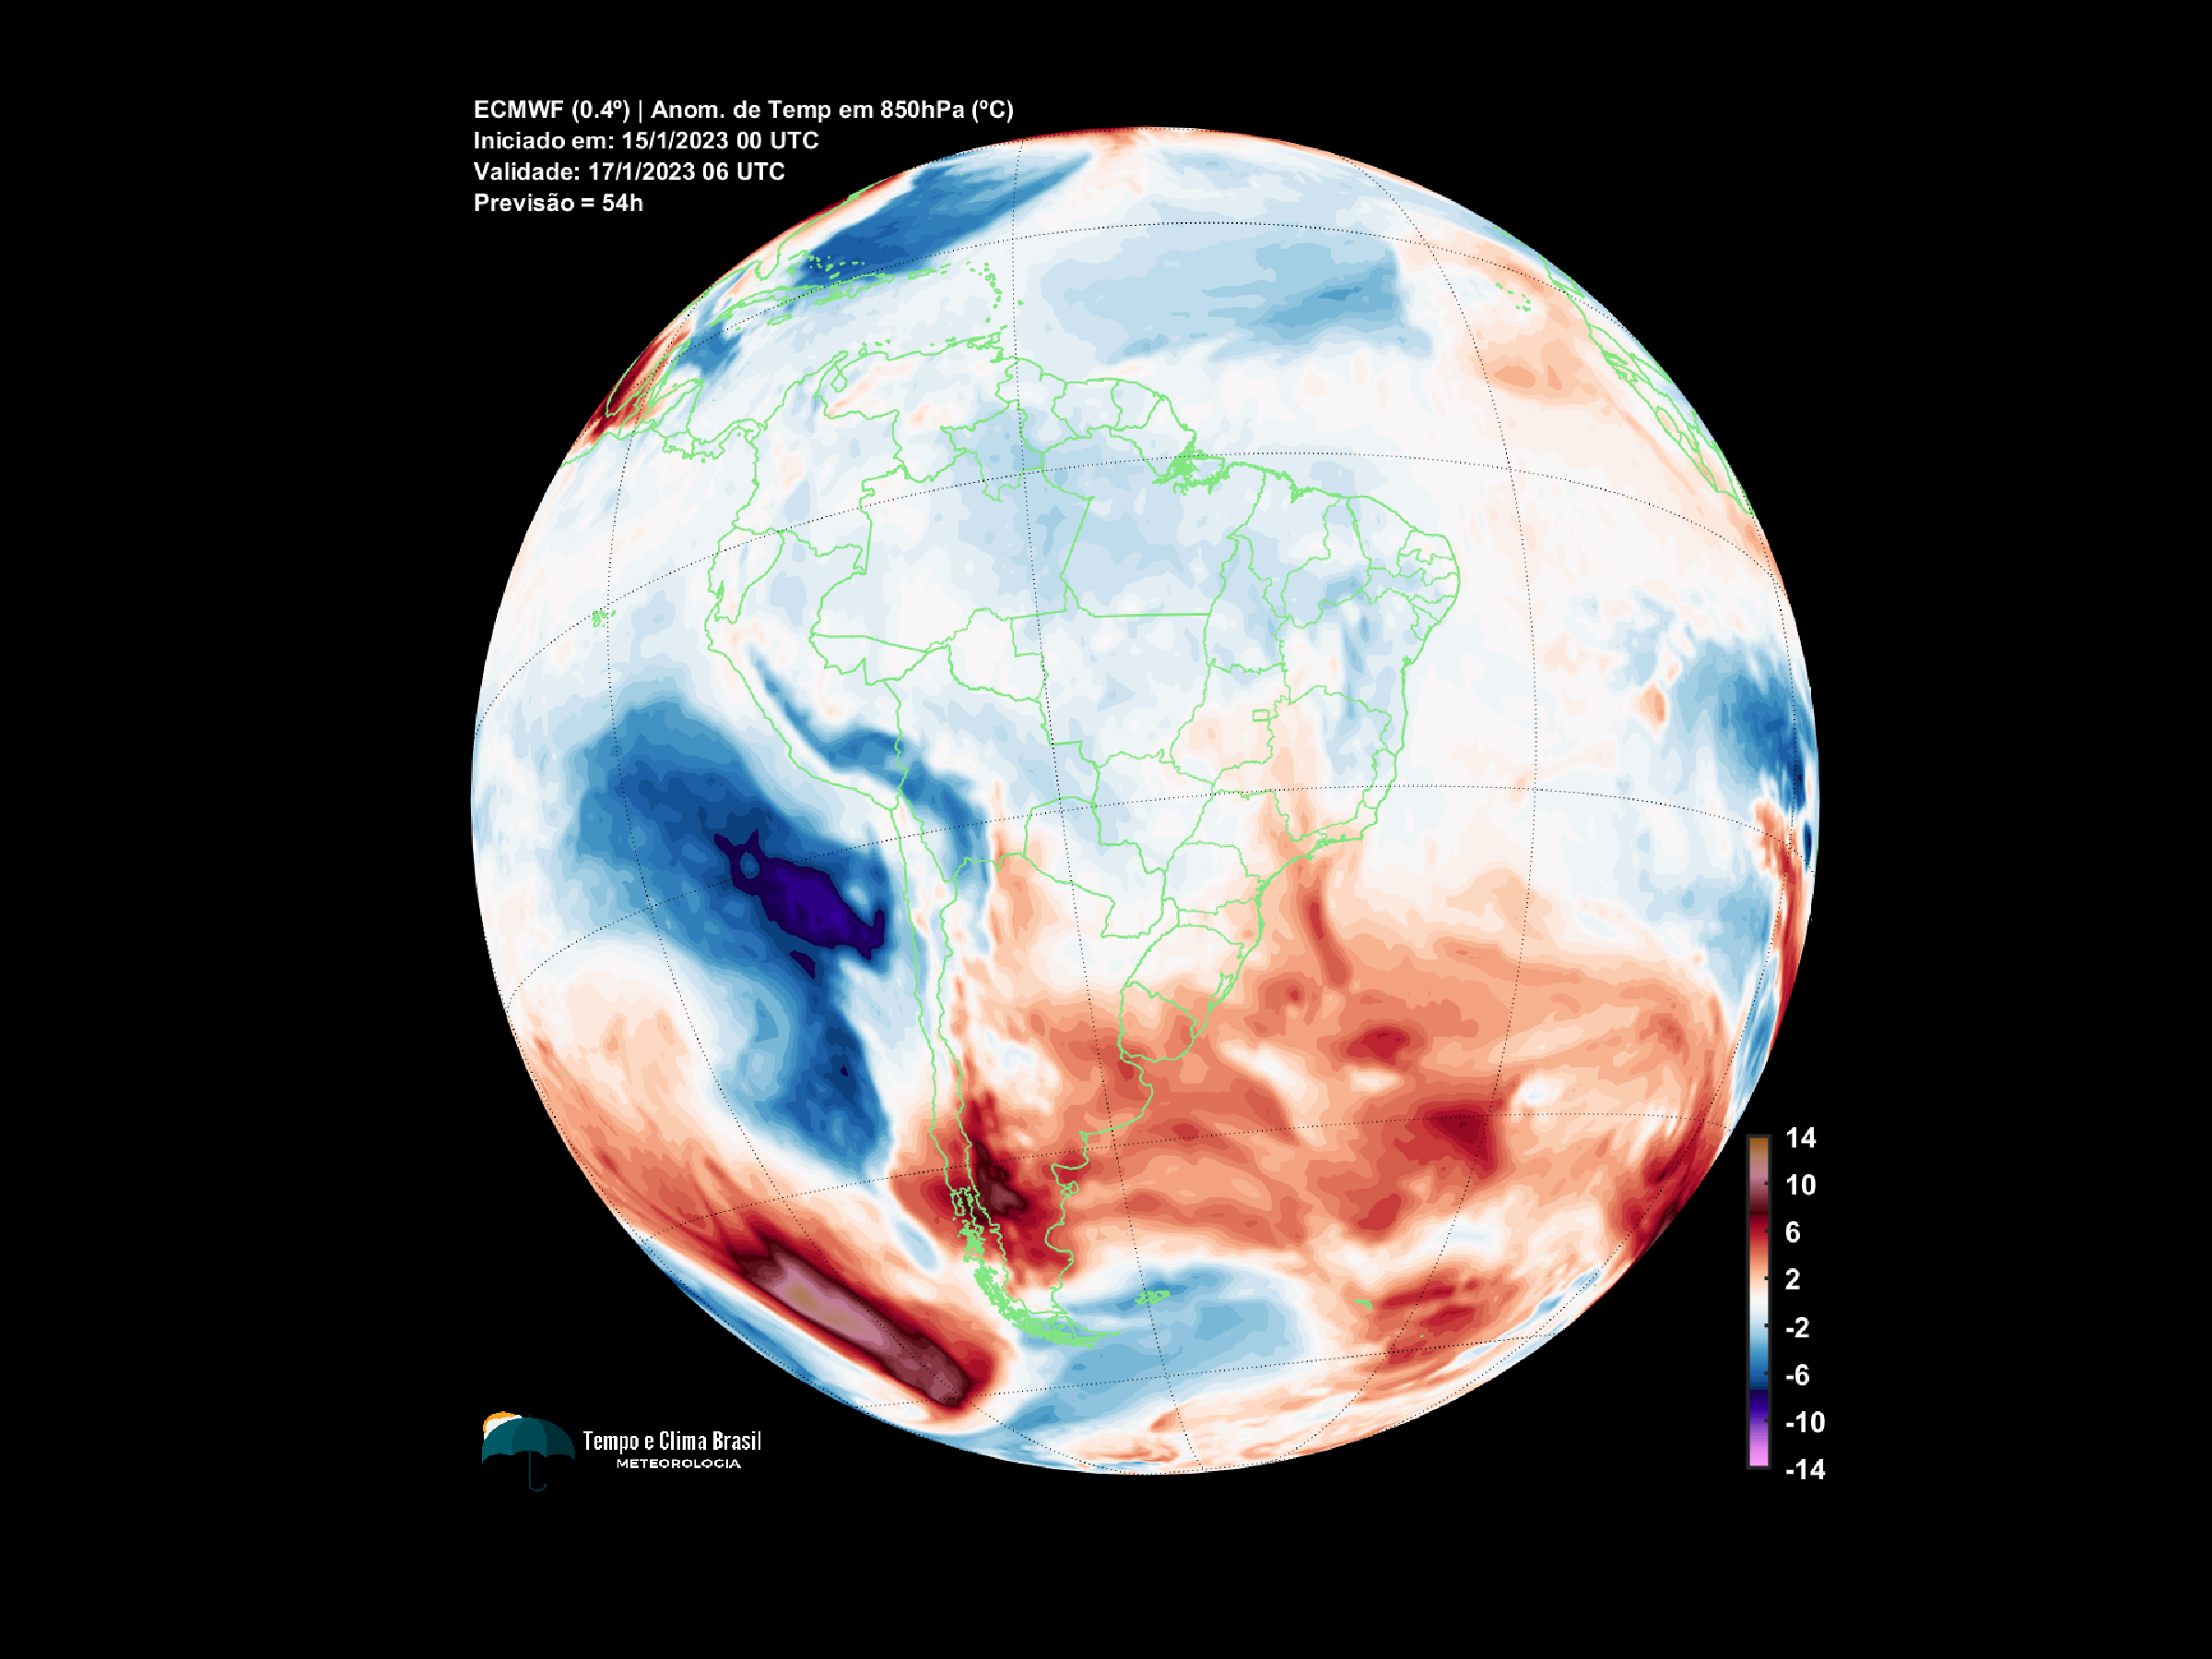 ECMWF (0.4º) | Anom. de Temp em 850hPa (ºC)
Iniciado em: 15/1/2023 00 UTC
Validade: 17/1/2023 06 UTC
Previsão = 54h
14
10
6
2
-2
-6
-10
-14
Tempo e Clima Brasil
METEOROLOGIA